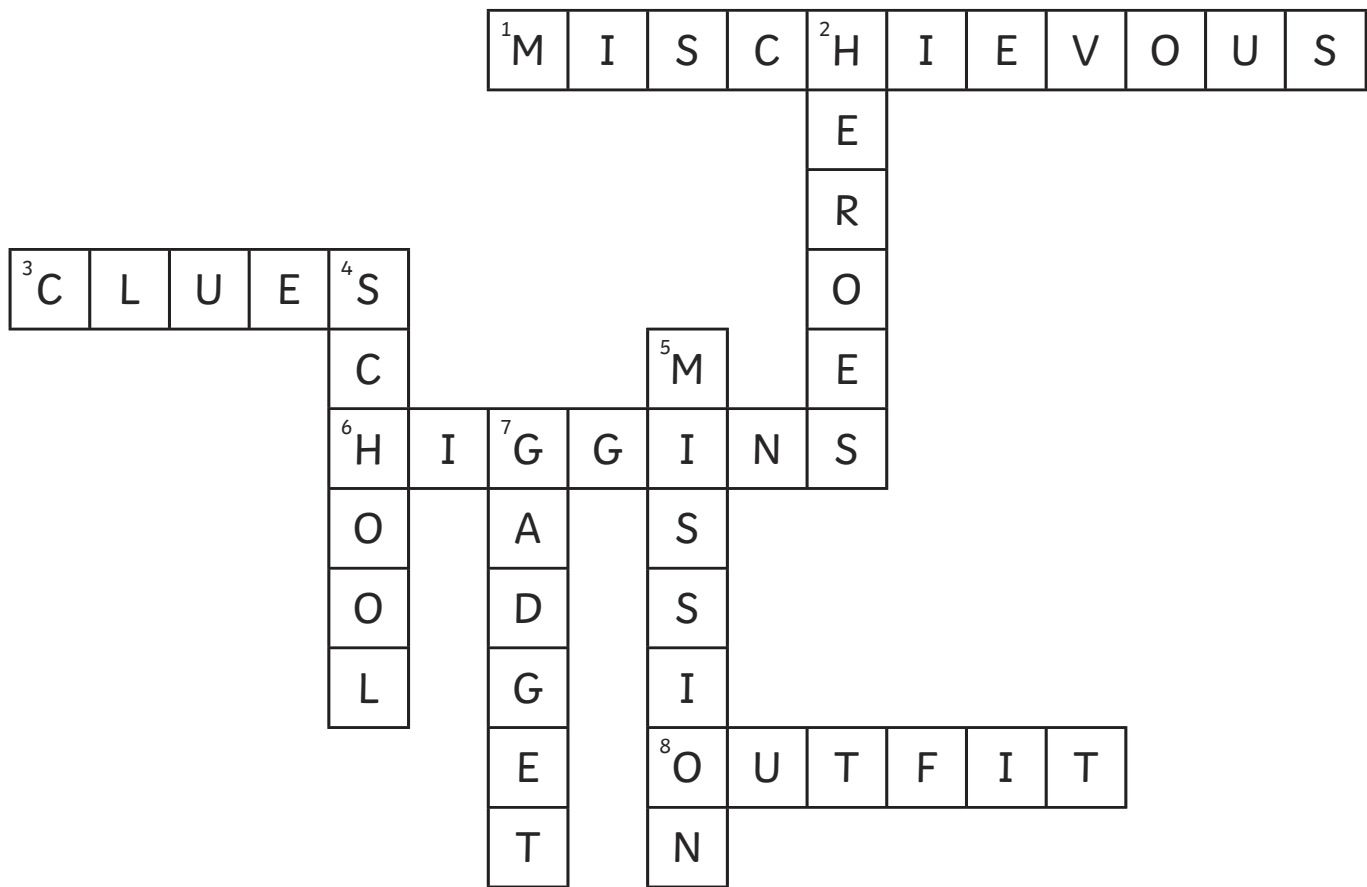 1M I S C 2H I E V O U S
E
R
3C L U E 4S O
C 5M E
6H I 7G G I N S
O A S
O D S
L G I
E 8O U T F I T
T N